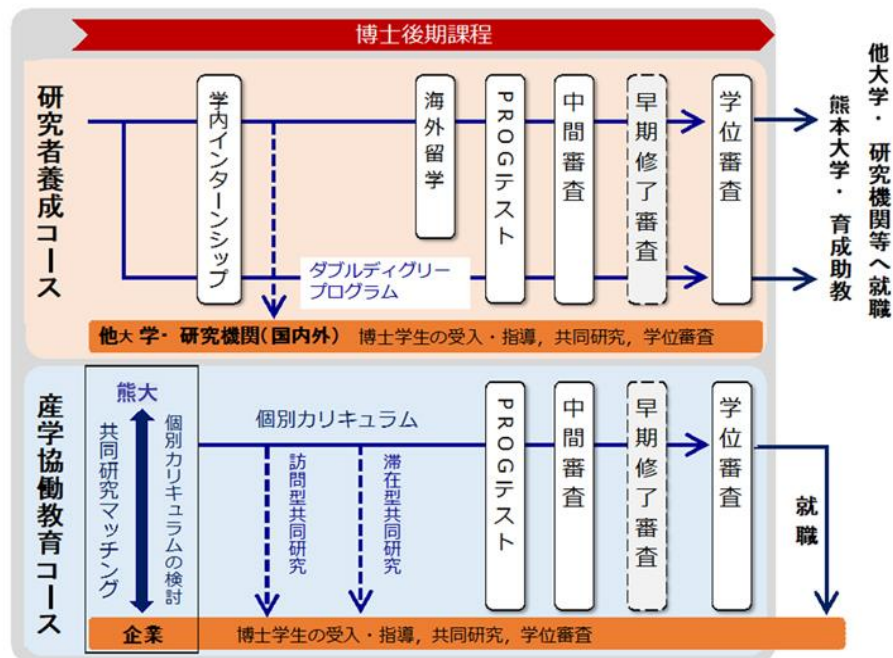 博士後期課程
研究者養成コース
学内インターンシップ
海外留学
PROGテスト
中間審査
早期修了審査
学位審査
ダブルディグリー
プログラム
他大学・研究機関(国内外) 博士学生の受入・指導,共同研究,学位審査
他大学・研究機関等へ就職
熊本大学・育成助教
産学協働教育コース
熊大
共同研究マッチング
個別カリキュラムの検討
企業
個別カリキュラム
訪問型共同研究
滞在型共同研究
PROGテスト
中間審査
早期修了審査
学位審査
就職
博士学生の受入・指導,共同研究,学位審査